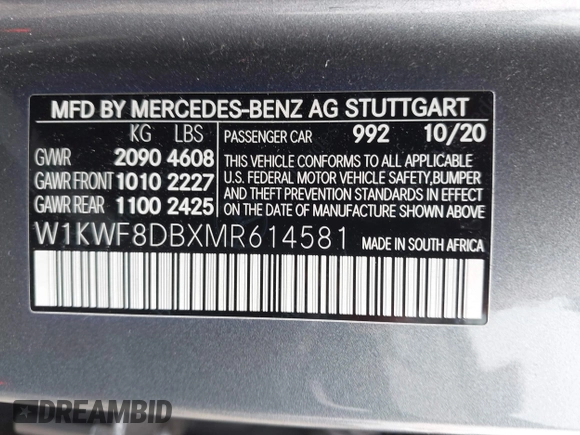 MFD BY MERCEDES-BENZ AG STUTTGART
KG LBS PASSENGER CAR 992 10/20
GVWR 2090 4608 THIS VEHICLE CONFORMS TO ALL APPLICABLE
GAWR FRONT 1010 2227 U.S. FEDERAL MOTOR VEHICLE SAFETY,BUMPER
GAWR REAR 1100 2425 AND THEFT PREVENTION STANDARDS IN EFFECT
ON THE DATE OF MANUFACTURE SHOWN ABOVE.
W1KWF8DBXMR614581 MADE IN SOUTH AFRICA
DREAMBID